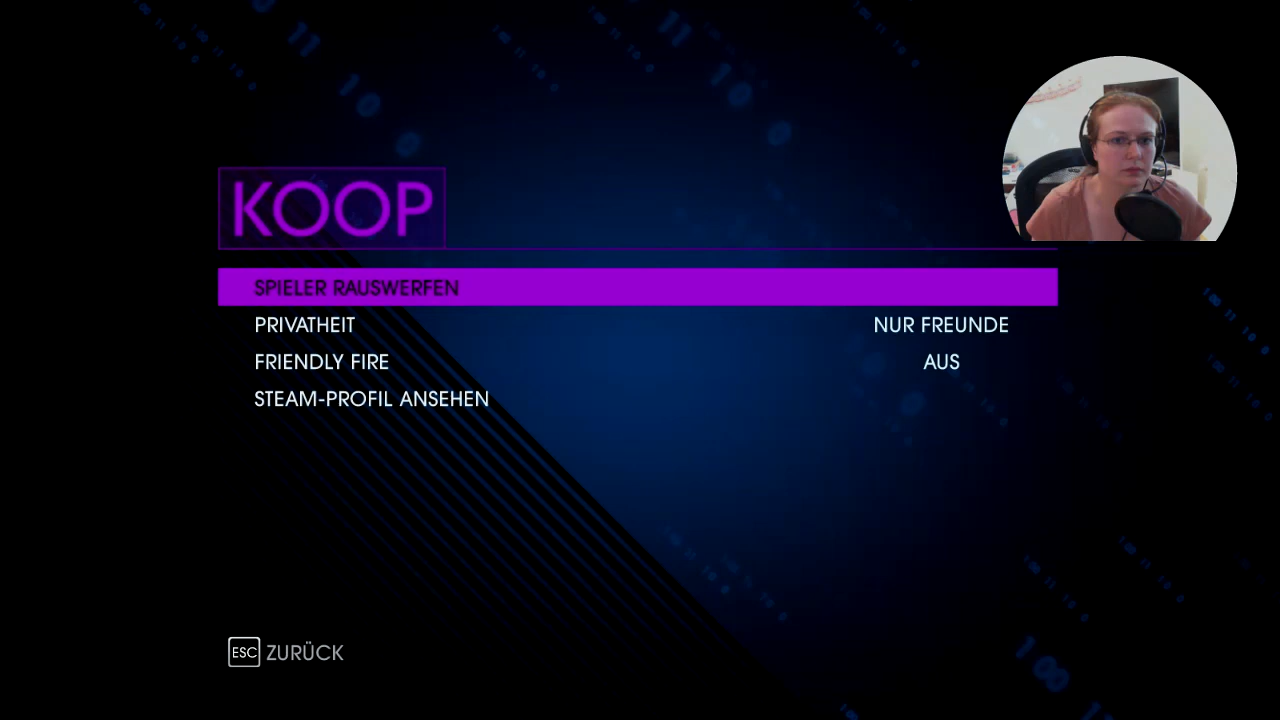 KOOP
SPIELER RAUSWERFEN
PRIVATHEIT NUR FREUNDE
FRIENDLY FIRE AUS
STEAM-PROFIL ANSEHEN
ESC ZURÜCK